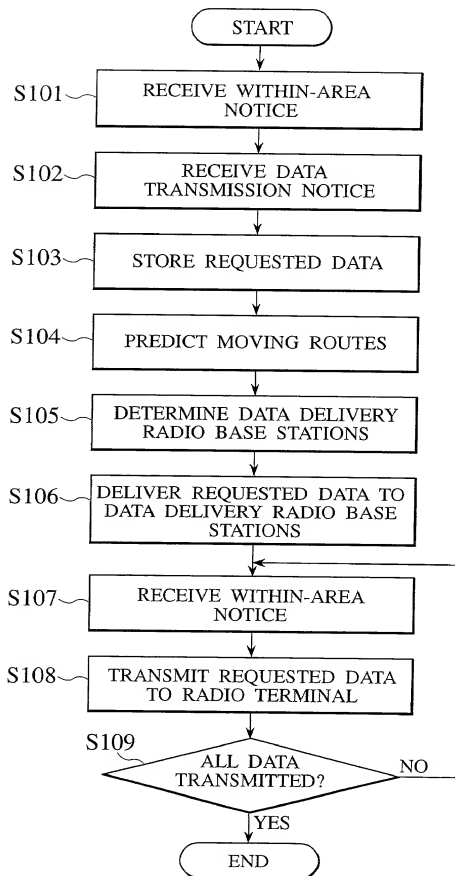 START
S101
RECEIVE WITHIN-AREA
NOTICE
S102
RECEIVE DATA
TRANSMISSION NOTICE
S103
STORE REQUESTED DATA
S104
PREDICT MOVING ROUTES
S105
DETERMINE DATA DELIVERY
RADIO BASE STATIONS
S106
DELIVER REQUESTED DATA TO
DATA DELIVERY RADIO BASE
STATIONS
S107
RECEIVE WITHIN-AREA
NOTICE
S108
TRANSMIT REQUESTED DATA
TO RADIO TERMINAL
S109
ALL DATA
TRANSMITTED?
NO
YES
END